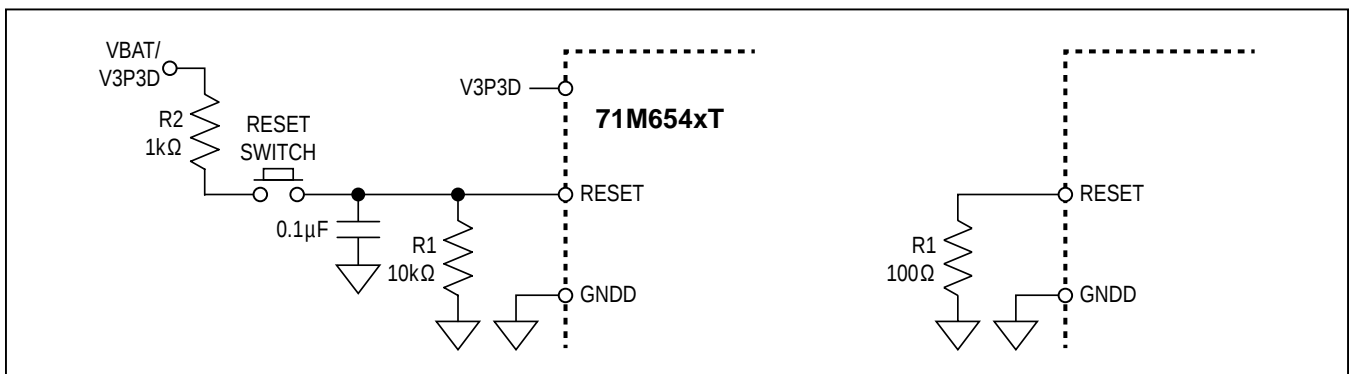 VBAT/
V3P3D
R2
1kΩ
RESET
SWITCH
0.1µF
R1
10kΩ
V3P3D
71M654xT
RESET
GNDD
R1
100Ω
RESET
GNDD